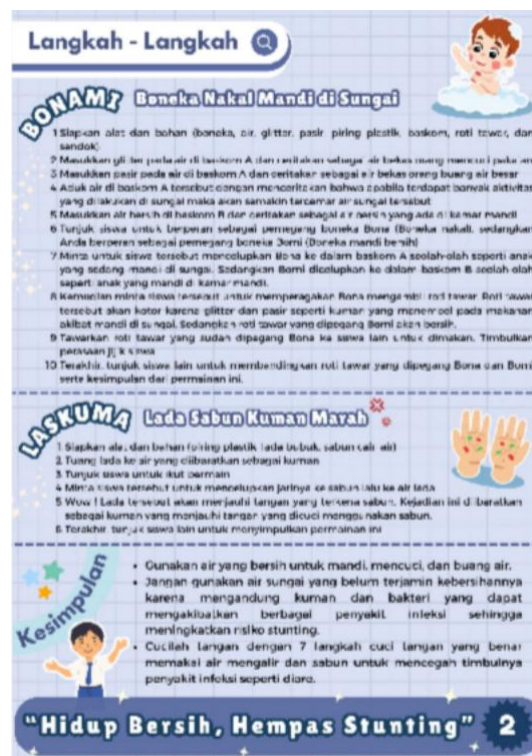 Langkah - Langkah
BONAMI Boneka Nakal Mandi di Sungai
1 Siapkan alat dan bahan (boneka, air, glitter, pasir, piring plastik, baskom, roti tawar, dan
sendok)
2 Masukkan glitter pada air di baskom A dan ceritakan sebagai air bekas orang mencuci pakaian
3 Masukkan pasir pada air di baskom A dan ceritakan sebagai air bekas orang buang air besar
4 Aduk air di baskom A tersebut dengan menceritakan bahwa apabila terdapat banyak aktivitas
yang dilakukan di sungai maka akan semakin tercemar air sungai tersebut
5 Masukkan air bersih di baskom B dan ceritakan sebagai air bersih yang ada di kamar mandi
6 Tunjuk siswa untuk berperan sebagai pemegang boneka Bona (Boneka nakal), sedangkan
Anda berperan sebagai pemegang boneka Bomi (Boneka mandi bersih)
7 Minta untuk siswa tersebut mencelupkan Bona ke dalam baskom A seolah-olah seperti anak
yang sedang mandi di sungai. Sedangkan Bomi dicelupkan ke dalam baskom B seolah-olah
seperti anak yang mandi di kamar mandi.
8 Kemudian minta siswa tersebut untuk memperagakan Bona mengambil roti tawar. Roti tawar
tersebut akan kotor karena glitter dan pasir seperti kuman yang menempel pada makanan
akibat mandi di sungai. Sedangkan roti tawar yang dipegang Bomi akan bersih.
9 Tawarkan roti tawar yang sudah dipegang Bona ke siswa lain untuk dimakan. Timbulkan
perasaan jijik siswa
10 Terakhir, tunjuk siswa lain untuk membandingkan roti tawar yang dipegang Bona dan Bomi
serta kesimpulan dari permainan ini.
LASKUMA Lada Sabun Kuman Marah
1 Siapkan alat dan bahan (piring plastik, lada bubuk, sabun cair, air)
2 Tuang lada ke air yang diibaratkan sebagai kuman
3 Tunjuk siswa untuk ikut bermain
4 Minta siswa tersebut untuk mencelupkan jarinya ke sabun lalu ke air lada
5 Wow ! Lada tersebut akan menjauhi tangan yang terkena sabun. Kejadian ini diibaratkan
sebagai kuman yang menjauhi tangan yang dicuci menggunakan sabun.
6 Terakhir, tunjuk siswa lain untuk menyimpulkan permainan ini
Kesimpulan
• Gunakan air yang bersih untuk mandi, mencuci, dan buang air.
• Jangan gunakan air sungai yang belum terjamin kebersihannya
karena mengandung kuman dan bakteri yang dapat
mengakibatkan berbagai penyakit infeksi sehingga
meningkatkan risiko stunting.
• Cucilah tangan dengan 7 langkah cuci tangan yang benar
memakai air mengalir dan sabun untuk mencegah timbulnya
penyakit infeksi seperti diare.
"Hidup Bersih, Hempas Stunting" 2